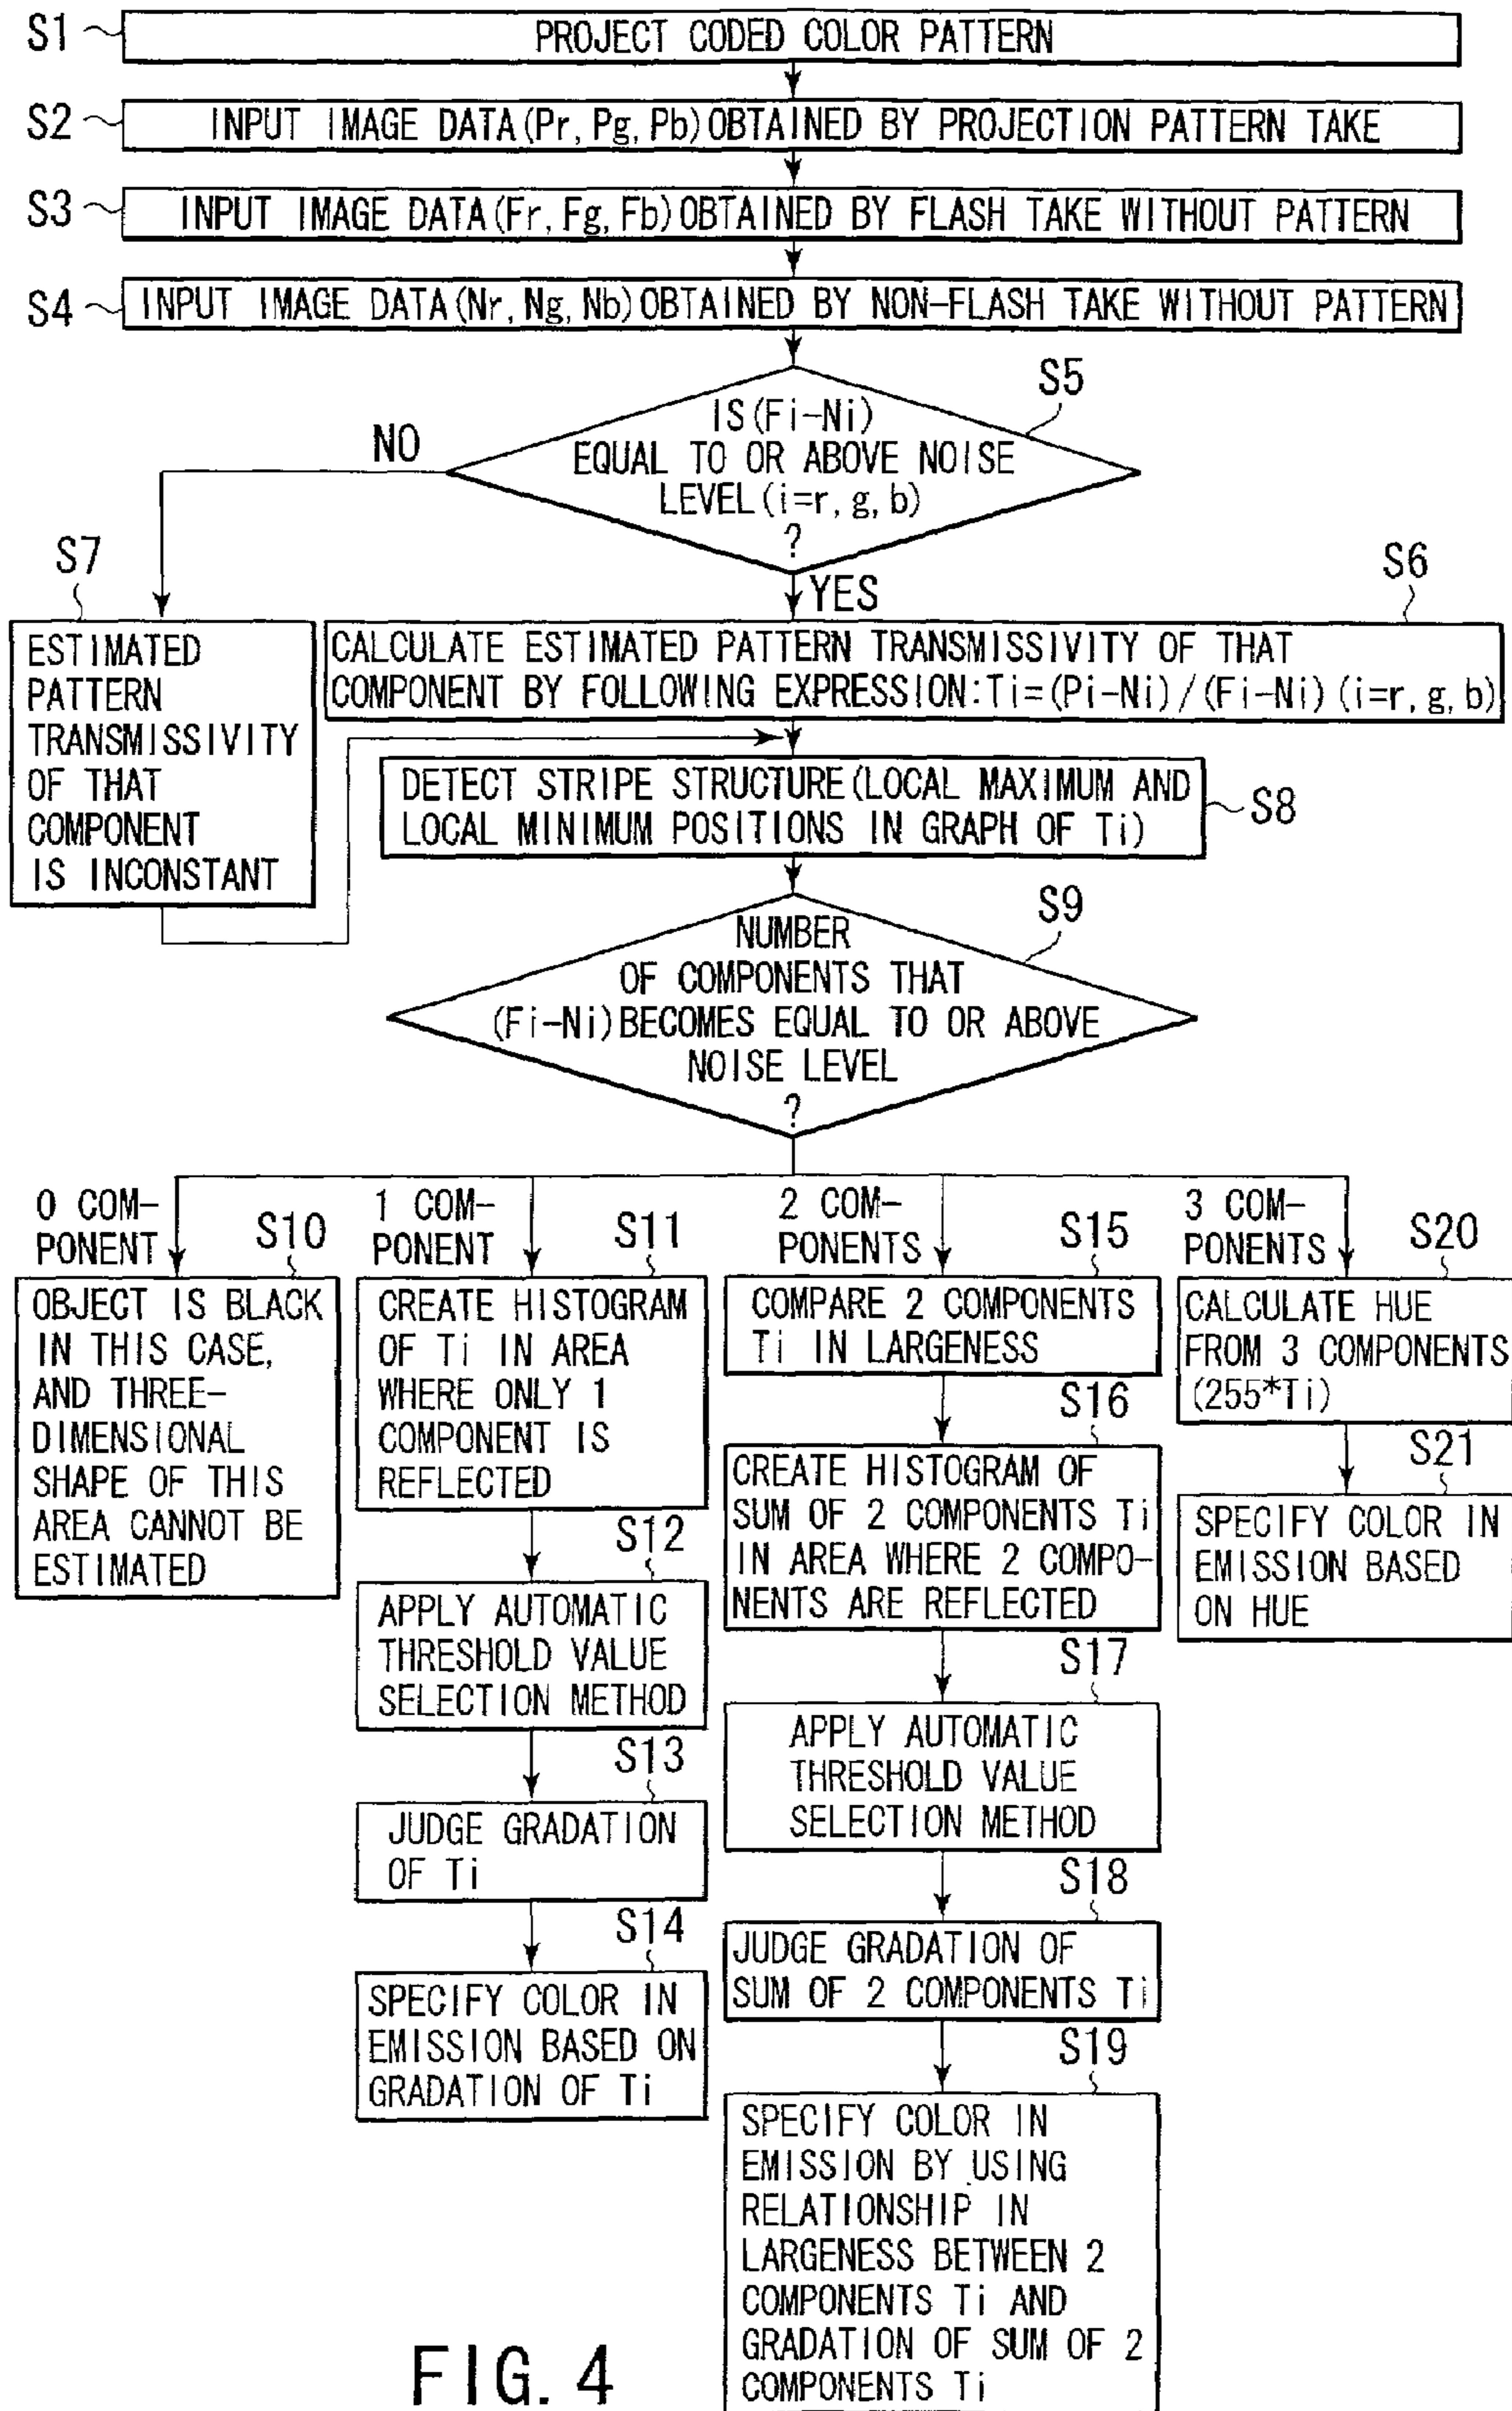 S1
PROJECT CODED COLOR PATTERN
S2
INPUT IMAGE DATA(Pr, Pg, Pb)OBTAINED BY PROJECTION PATTERN TAKE
S3
INPUT IMAGE DATA(Fr, Fg, Fb)OBTAINED BY FLASH TAKE WITHOUT PATTERN
S4
INPUT IMAGE DATA(Nr, Ng, Nb)OBTAINED BY NON-FLASH TAKE WITHOUT PATTERN
S5
IS(Fi-Ni)
EQUAL TO OR ABOVE NOISE
LEVEL(i=r, g, b)
?
NO
YES
S7
ESTIMATED
PATTERN
TRANSMISSIVITY
OF THAT
COMPONENT
IS INCONSTANT
S6
CALCULATE ESTIMATED PATTERN TRANSMISSIVITY OF THAT
COMPONENT BY FOLLOWING EXPRESSION:Ti=(Pi-Ni)/(Fi-Ni)(i=r, g, b)
DETECT STRIPE STRUCTURE(LOCAL MAXIMUM AND
LOCAL MINIMUM POSITIONS IN GRAPH OF Ti)
S8
S9
NUMBER
OF COMPONENTS THAT
(Fi-Ni)BECOMES EQUAL TO OR ABOVE
NOISE LEVEL
?
0 COM-
PONENT
S10
OBJECT IS BLACK
IN THIS CASE,
AND THREE-
DIMENSIONAL
SHAPE OF THIS
AREA CANNOT BE
ESTIMATED
1 COM-
PONENT
S11
CREATE HISTOGRAM
OF Ti IN AREA
WHERE ONLY 1
COMPONENT IS
REFLECTED
S12
APPLY AUTOMATIC
THRESHOLD VALUE
SELECTION METHOD
S13
JUDGE GRADATION
OF Ti
S14
SPECIFY COLOR IN
EMISSION BASED ON
GRADATION OF Ti
2 COM-
PONENTS
S15
COMPARE 2 COMPONENTS
Ti IN LARGENESS
S16
CREATE HISTOGRAM OF
SUM OF 2 COMPONENTS Ti
IN AREA WHERE 2 COMPO-
NENTS ARE REFLECTED
S17
APPLY AUTOMATIC
THRESHOLD VALUE
SELECTION METHOD
S18
JUDGE GRADATION OF
SUM OF 2 COMPONENTS Ti
S19
SPECIFY COLOR IN
EMISSION BY USING
RELATIONSHIP IN
LARGENESS BETWEEN 2
COMPONENTS Ti AND
GRADATION OF SUM OF 2
COMPONENTS Ti
3 COM-
PONENTS
S20
CALCULATE HUE
FROM 3 COMPONENTS
(255*Ti)
S21
SPECIFY COLOR IN
EMISSION BASED
ON HUE
FIG. 4